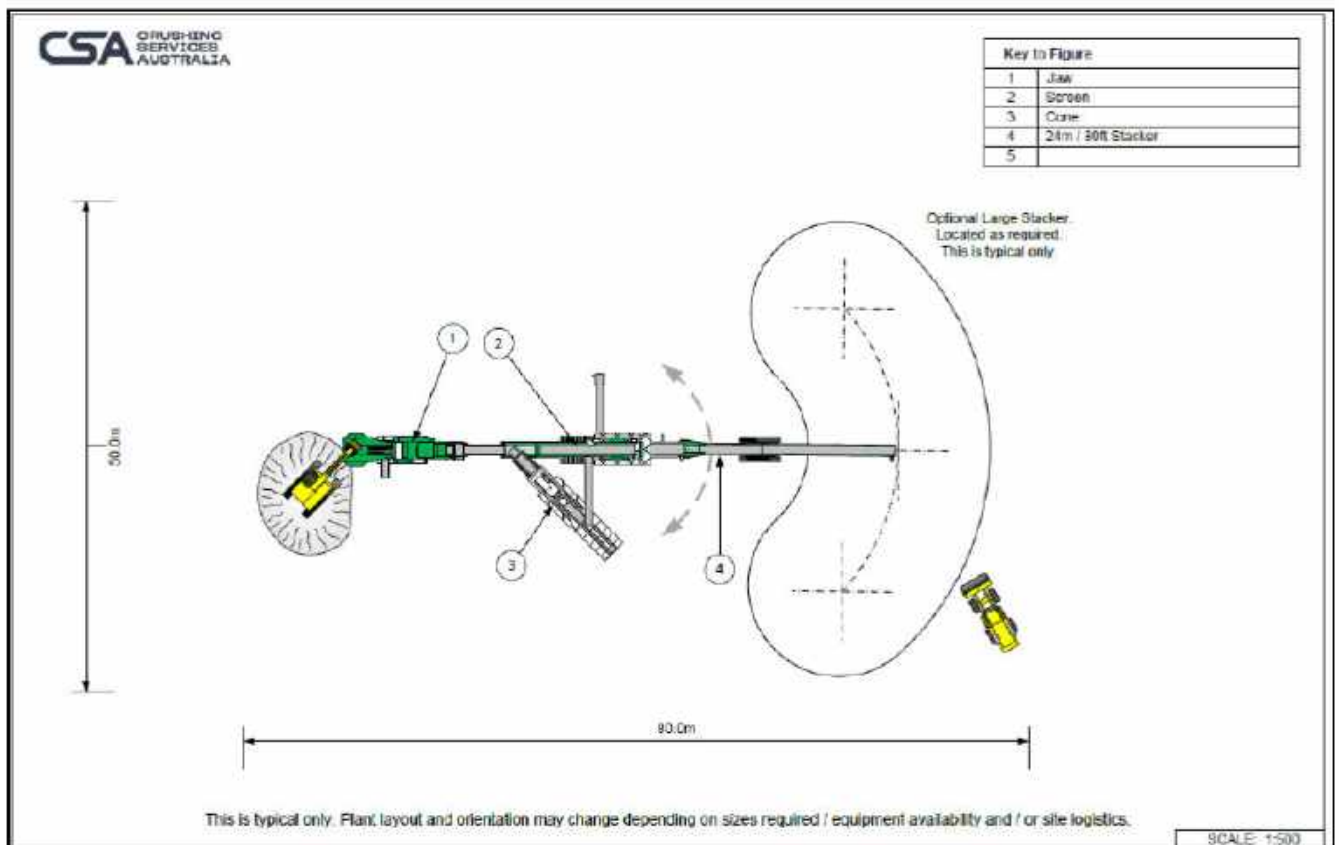 CSA CRUSHING
SERVICES
AUSTRALIA
Key to Figure
1 Jaw
2 Screen
3 Cone
4 24m / 80ft Stacker
5
Optional Large Stacker.
Located as required.
This is typical only
1
2
50.0m
3
4
80.0m
This is typical only. Plant layout and orientation may change depending on sizes required / equipment availability and / or site logistics.
SCALE: 1:500